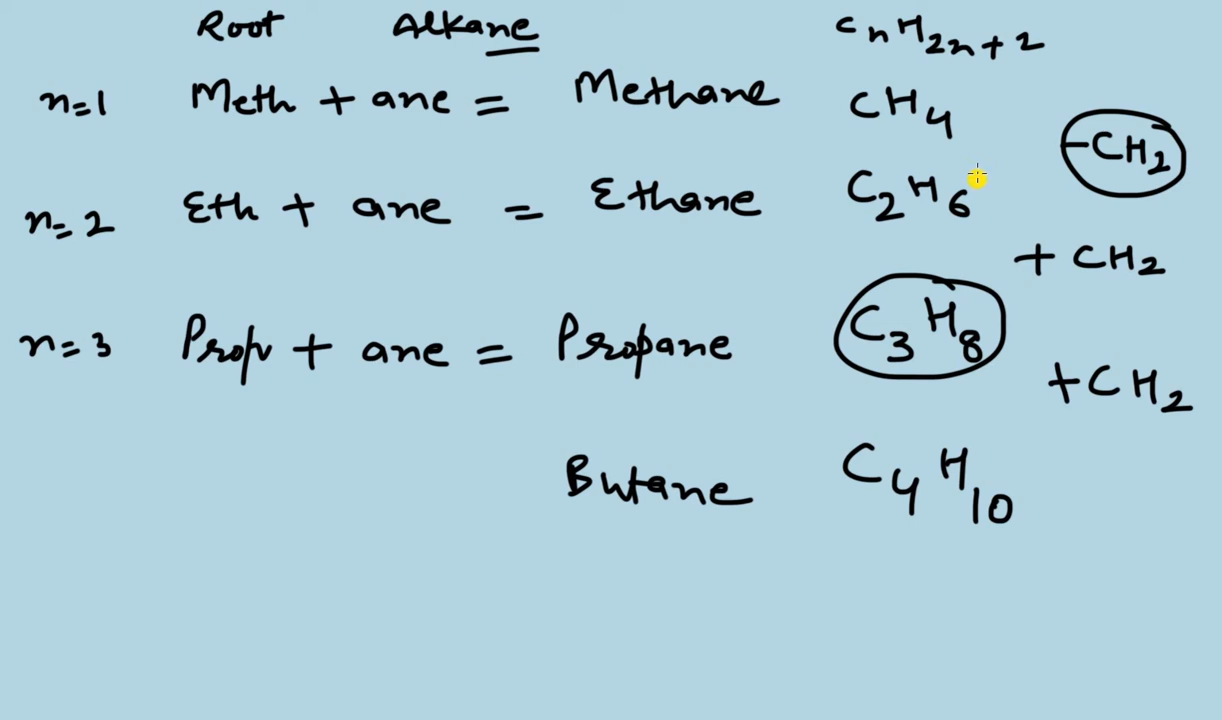 Root Alkane CnH2n+2
n=1 Meth + ane = Methane CH4
-CH2
n=2 Eth + ane = Ethane C2H6
+ CH2
n=3 Prop + ane = Propane C3H8
+CH2
Butane C4H10